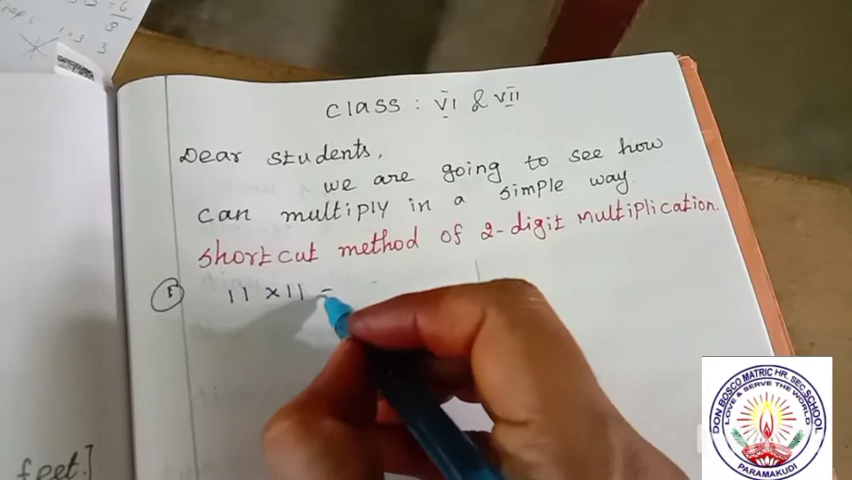 class : VI & VII
Dear students,
we are going to see how
can multiply in a simple way.
shortcut method of 2-digit multiplication.
11 × 11 =
feet.]
DON BOSCO MATRIC HR. SEC. SCHOOL
LOVE & SERVE THE WORLD
PARAMAKUDI